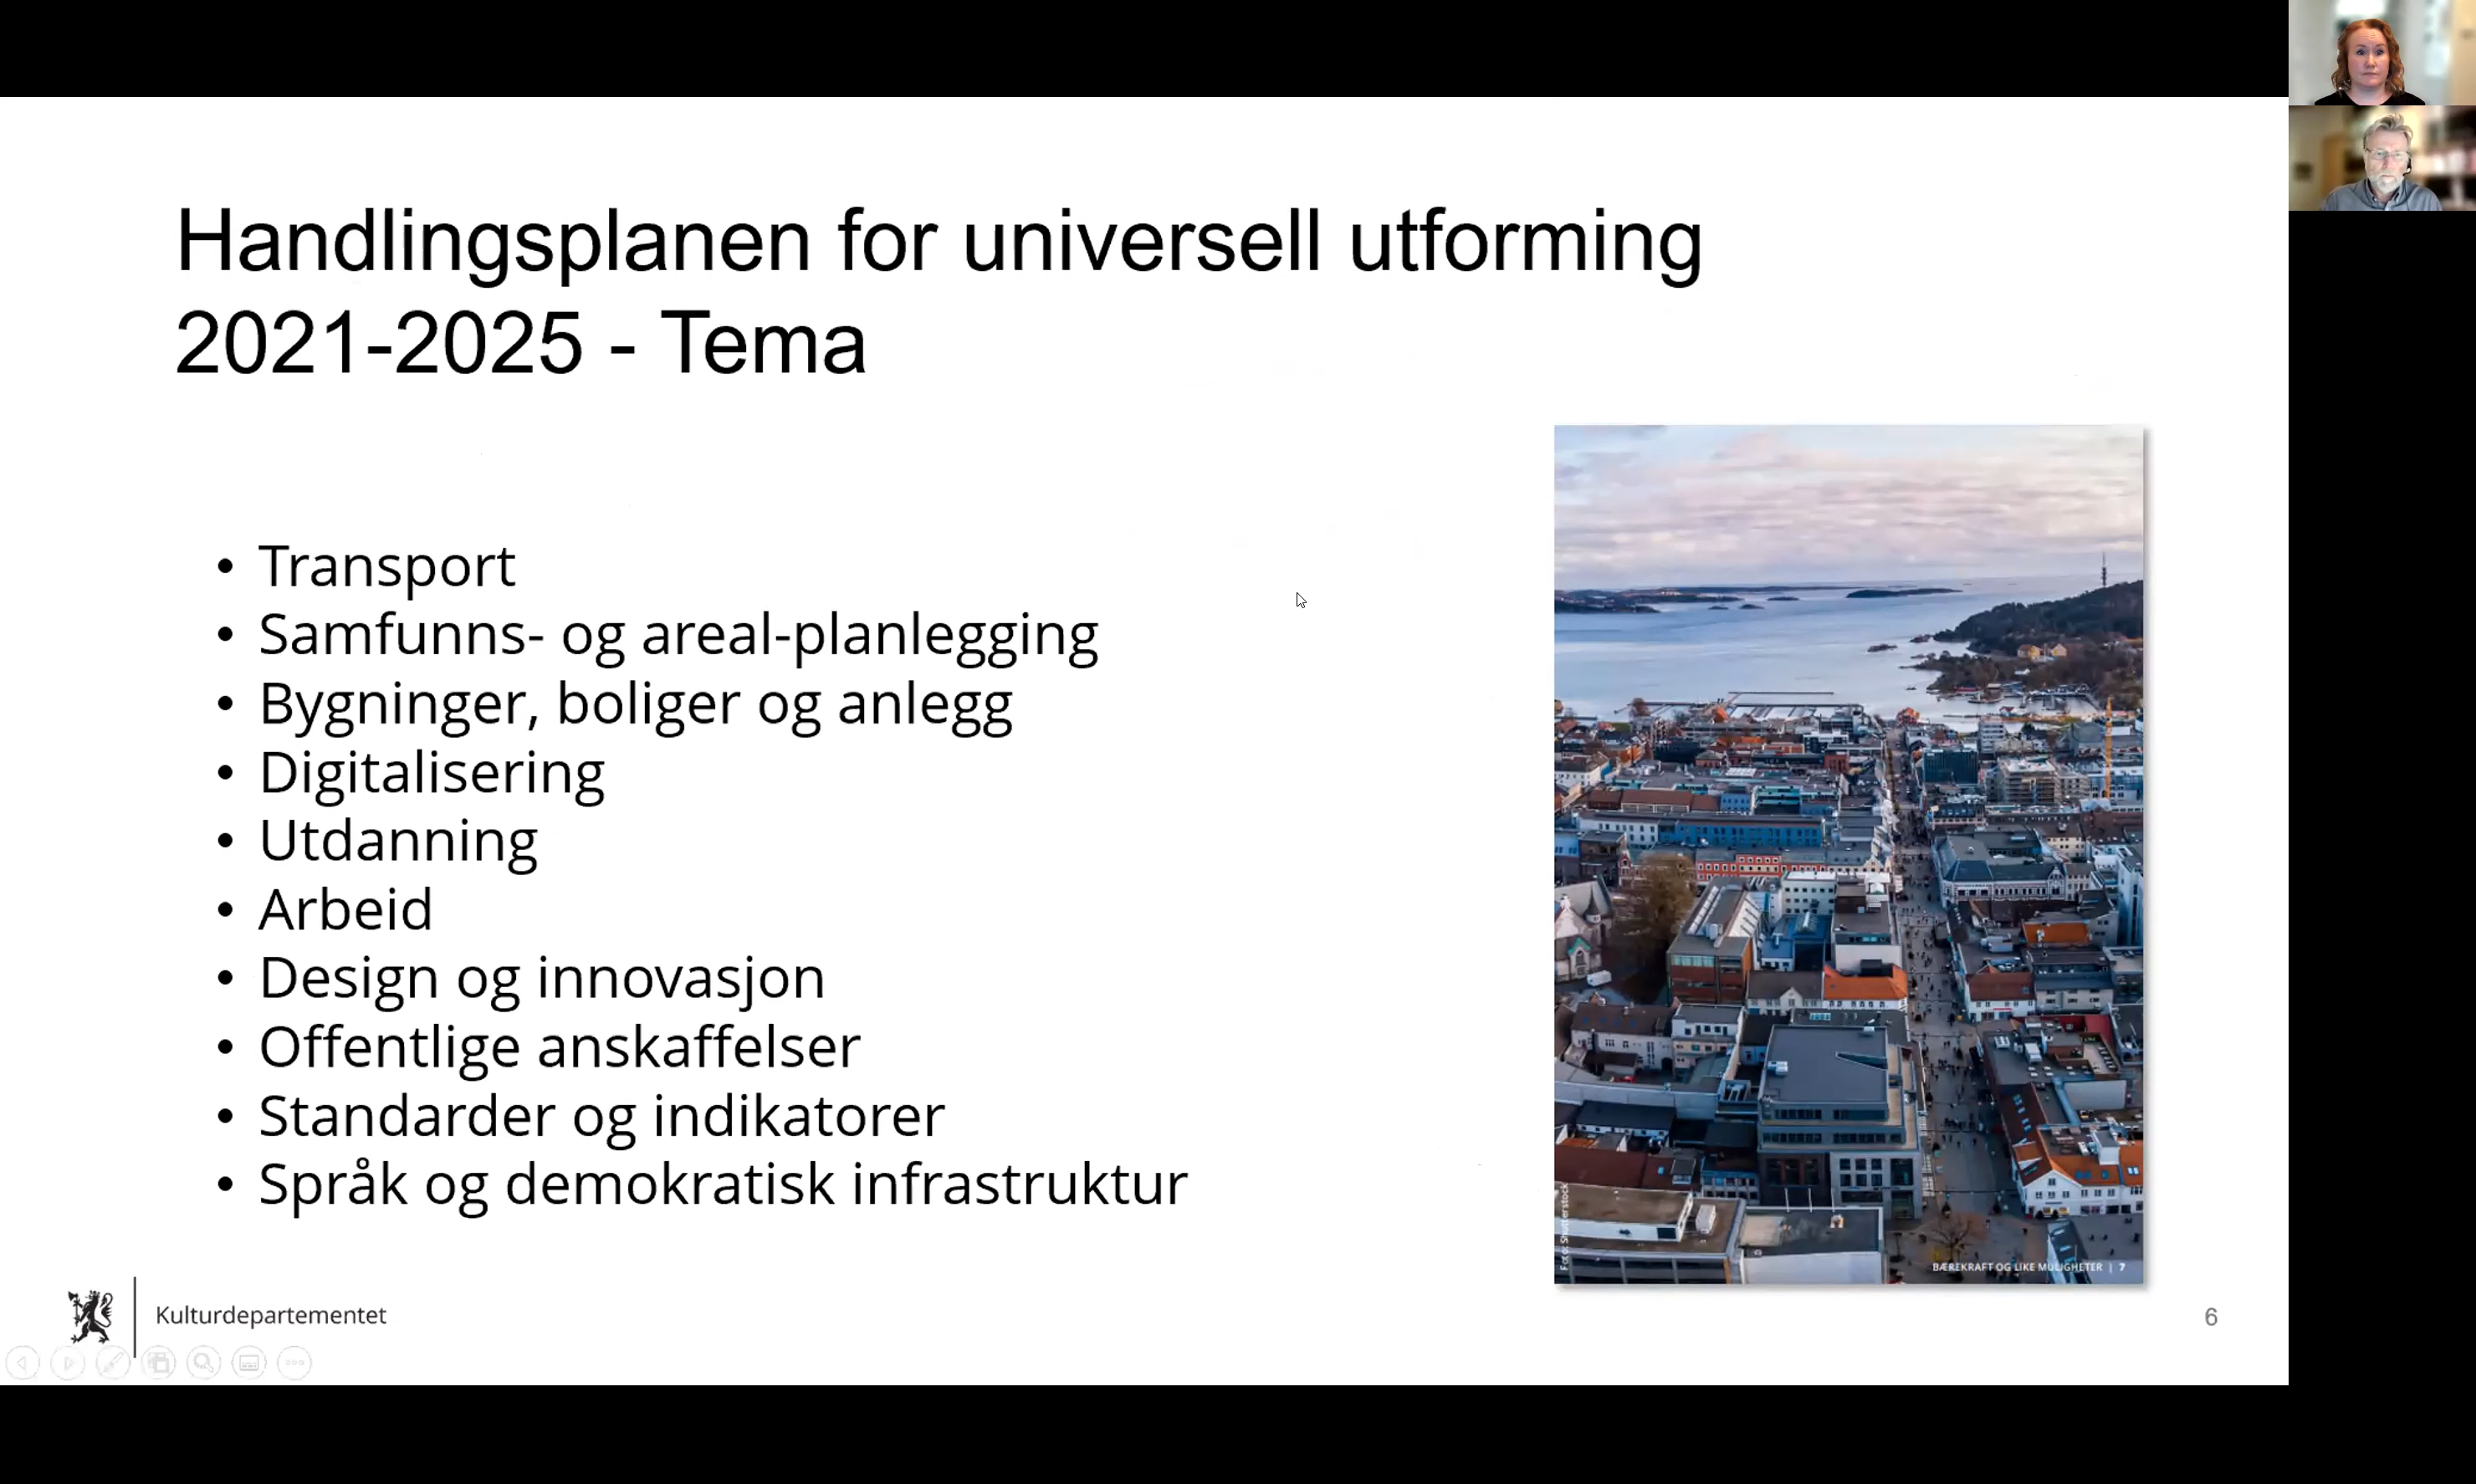 Handlingsplanen for universell utforming
2021-2025 - Tema
• Transport
• Samfunns- og areal-planlegging
• Bygninger, boliger og anlegg
• Digitalisering
• Utdanning
• Arbeid
• Design og innovasjon
• Offentlige anskaffelser
• Standarder og indikatorer
• Språk og demokratisk infrastruktur
Foto: Shutterstock
BÆREKRAFT OG LIKE MULIGHETER | 7
Kulturdepartementet
6